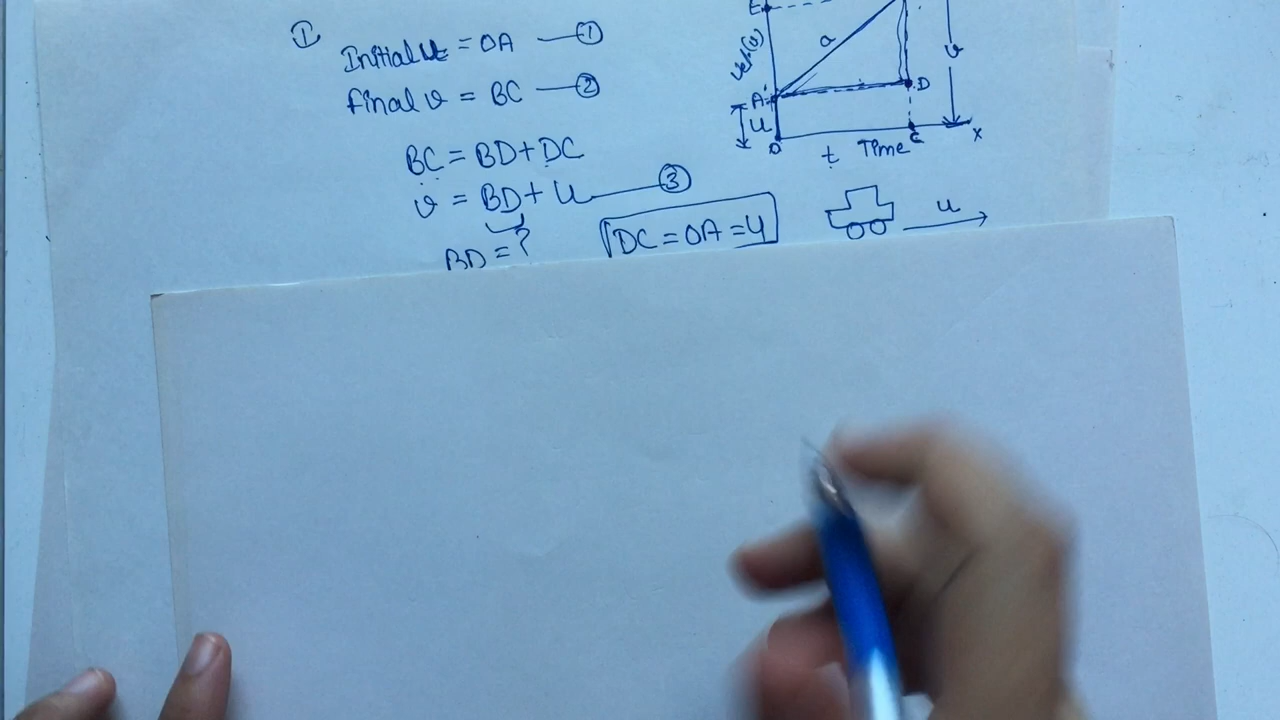 ①
Initial u = OA — ①
final v = BC — ②
BC = BD + DC
v = BD + u — ③
BD = ?
DC = OA = u
E
a
v
A
D
u
O
t Time
C
x
u